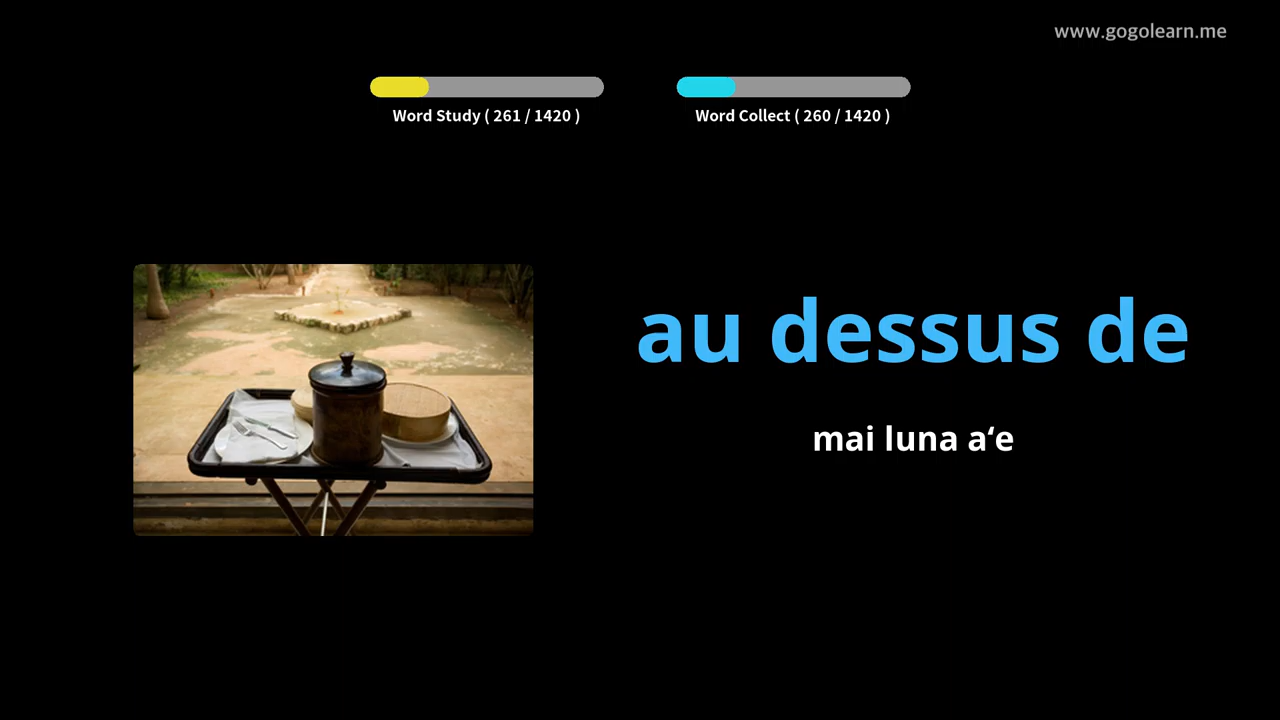 www.gogolearn.me
Word Study ( 261 / 1420 )
Word Collect ( 260 / 1420 )
au dessus de
mai luna aʻe